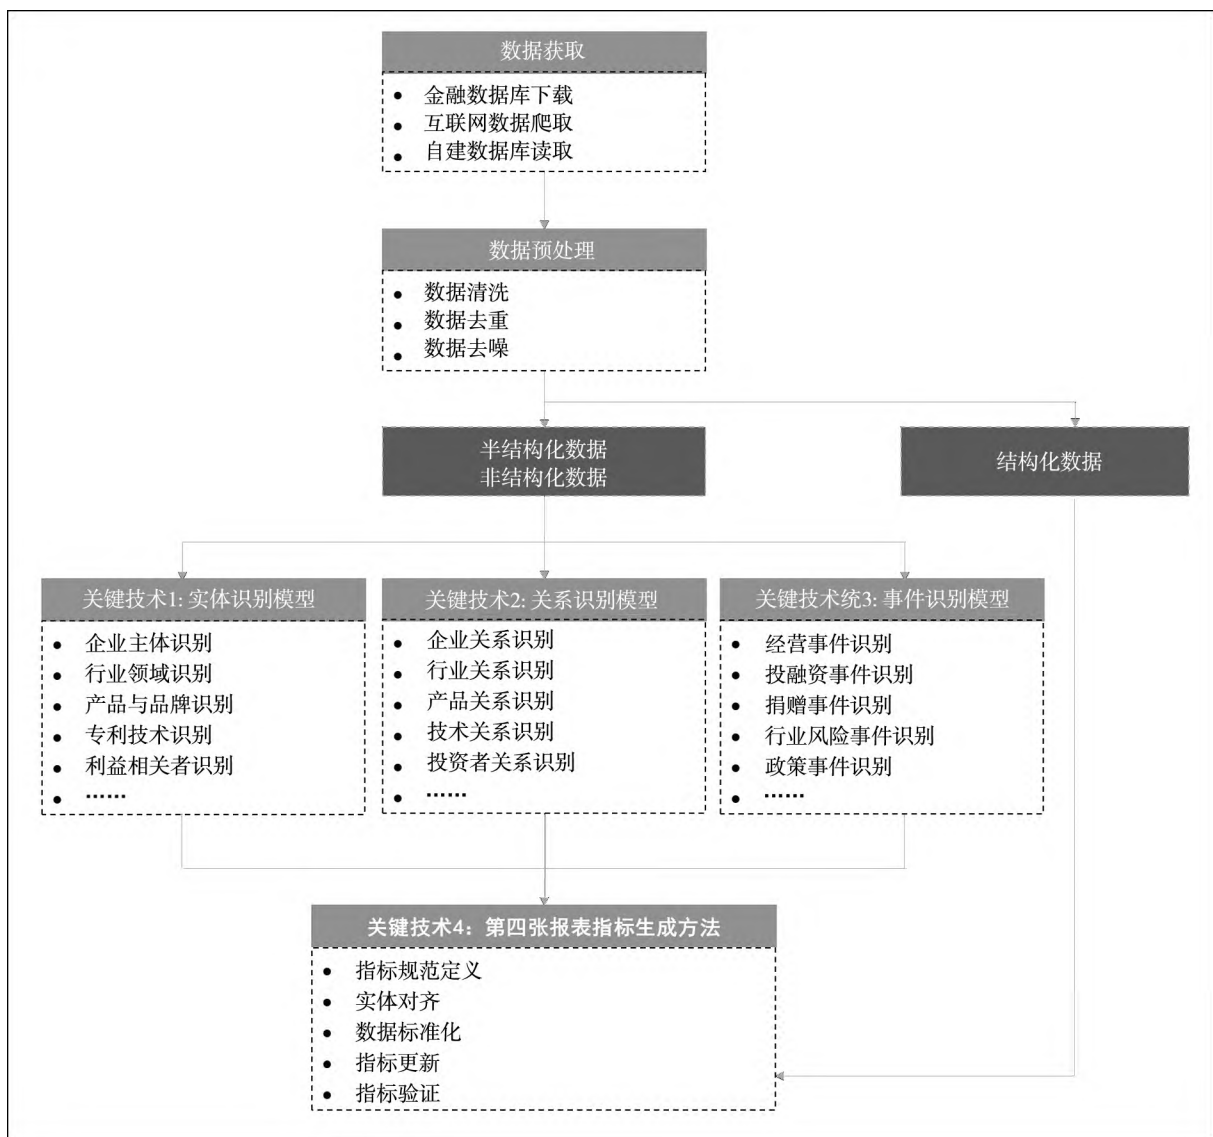 数据获取
● 金融数据库下载
● 互联网数据爬取
● 自建数据库读取
数据预处理
● 数据清洗
● 数据去重
● 数据去噪
半结构化数据
非结构化数据
结构化数据
关键技术1: 实体识别模型
● 企业主体识别
● 行业领域识别
● 产品与品牌识别
● 专利技术识别
● 利益相关者识别
● ……
关键技术2: 关系识别模型
● 企业关系识别
● 行业关系识别
● 产品关系识别
● 技术关系识别
● 投资者关系识别
● ……
关键技术统3: 事件识别模型
● 经营事件识别
● 投融资事件识别
● 捐赠事件识别
● 行业风险事件识别
● 政策事件识别
● ……
关键技术4：第四张报表指标生成方法
● 指标规范定义
● 实体对齐
● 数据标准化
● 指标更新
● 指标验证